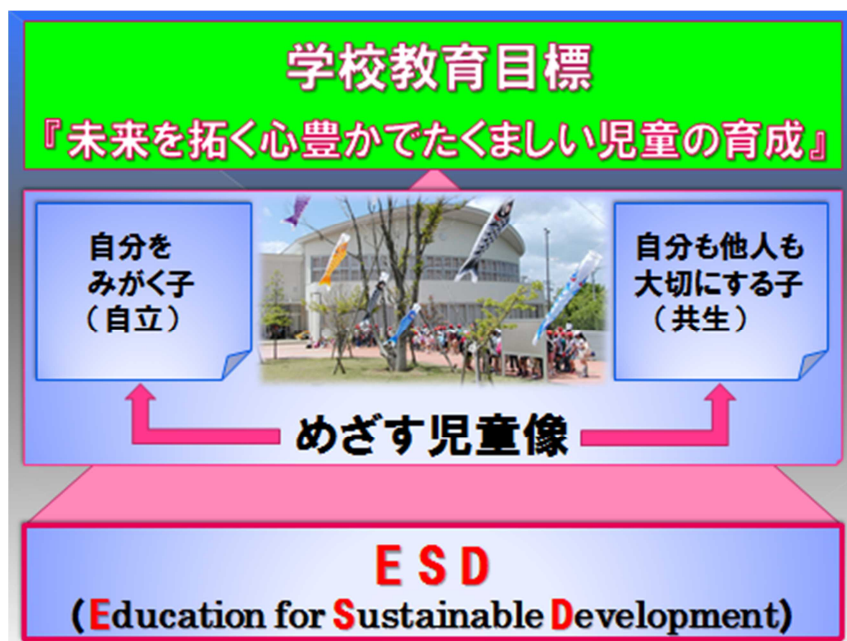 学校教育目標
『未来を拓く心豊かでたくましい児童の育成』
自分を
みがく子
（自立）
自分も他人も
大切にする子
（共生）
めざす児童像
ESD
(Education for Sustainable Development)